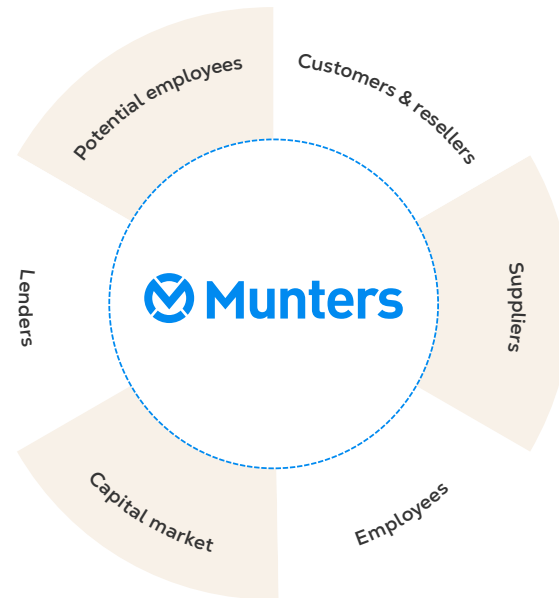 Potential employees
Customers & resellers
Lenders
Munters
Suppliers
Capital market
Employees